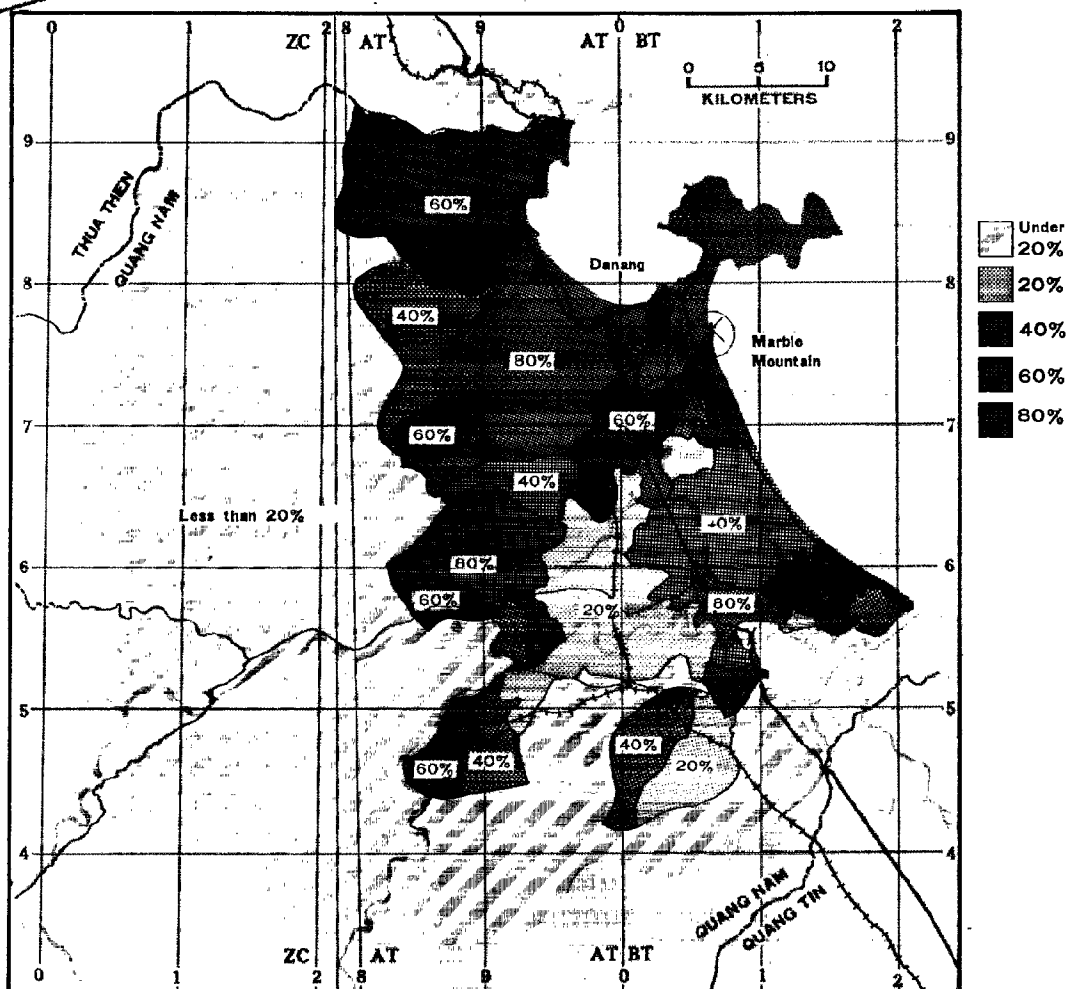 0 1 2 8 9 0 1 2
ZC AT AT BT
0 5 10
KILOMETERS
9 9
THUA THIEN
QUANG NAM
60%
Under
20%
20%
40%
60%
80%
Danang
8 8
40%
80%
Marble
Mountain
7 7
60%
60%
40%
Less than 20%
40%
6 6
80%
60%
20%
80%
5 5
40%
40%
60%
20%
4 4
QUANG NAM
QUANG TIN
ZC AT AT BT
0 1 2 8 9 0 1 2